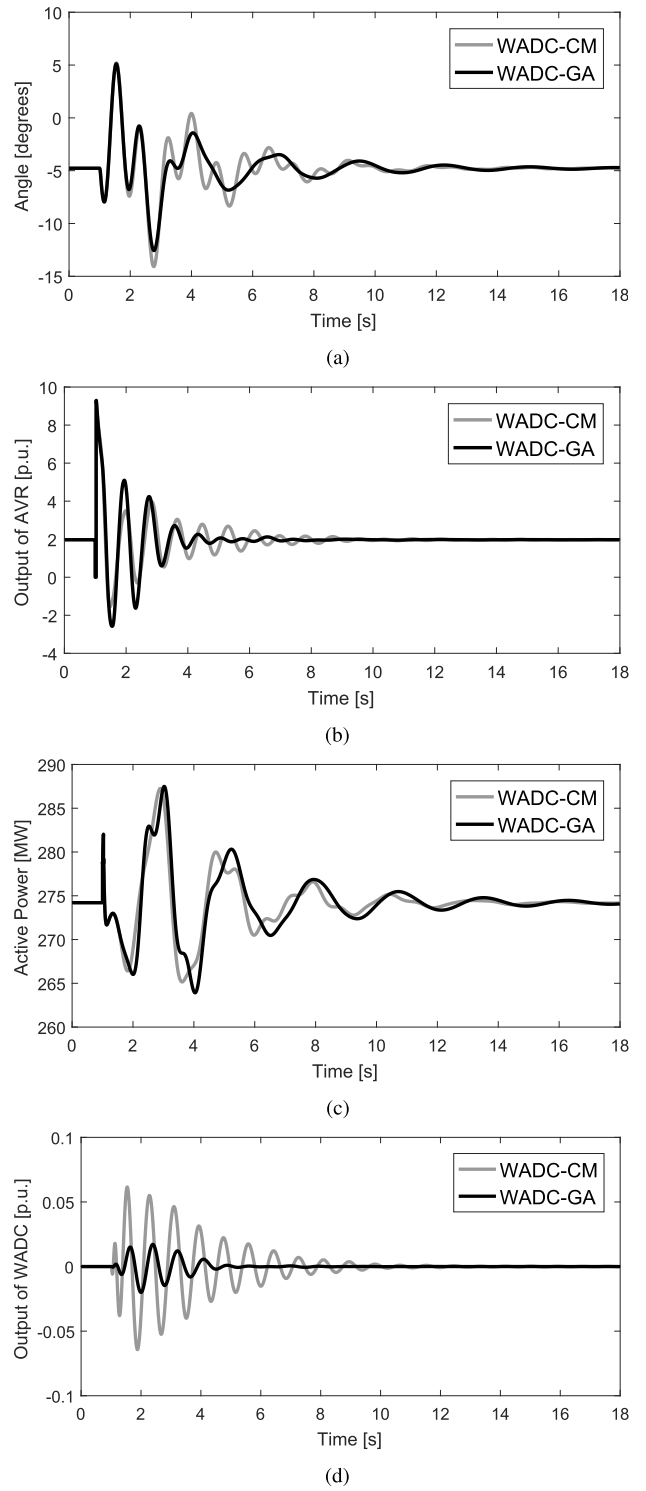 10
5
0
-5
-10
-15
Angle [degrees]
WADC-CM
WADC-GA
0 2 4 6 8 10 12 14 16 18
Time [s]
(a)
10
8
6
4
2
0
-2
-4
Output of AVR [p.u.]
WADC-CM
WADC-GA
0 2 4 6 8 10 12 14 16 18
Time [s]
(b)
290
285
280
275
270
265
260
Active Power [MW]
WADC-CM
WADC-GA
0 2 4 6 8 10 12 14 16 18
Time [s]
(c)
0.1
0.05
0
-0.05
-0.1
Output of WADC [p.u.]
WADC-CM
WADC-GA
0 2 4 6 8 10 12 14 16 18
Time [s]
(d)